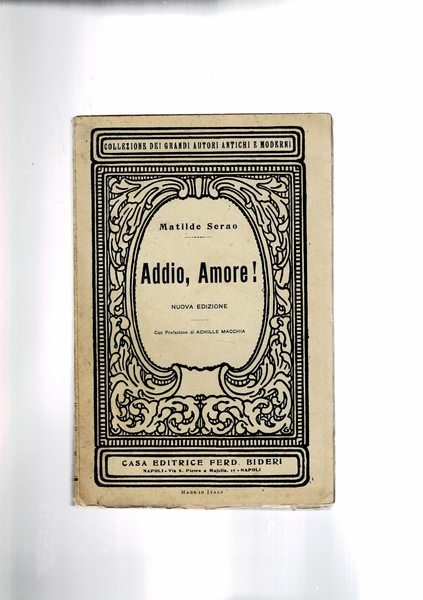 COLLEZIONE DEI GRANDI AUTORI ANTICHI E MODERNI
Matilde Serao
Addio, Amore!
NUOVA EDIZIONE
Con Prefazione di ACHILLE MACCHIA
CASA EDITRICE FERD. BIDERI
NAPOLI - Via S. Pietro a Majella, 17 - NAPOLI
MADE IN ITALY